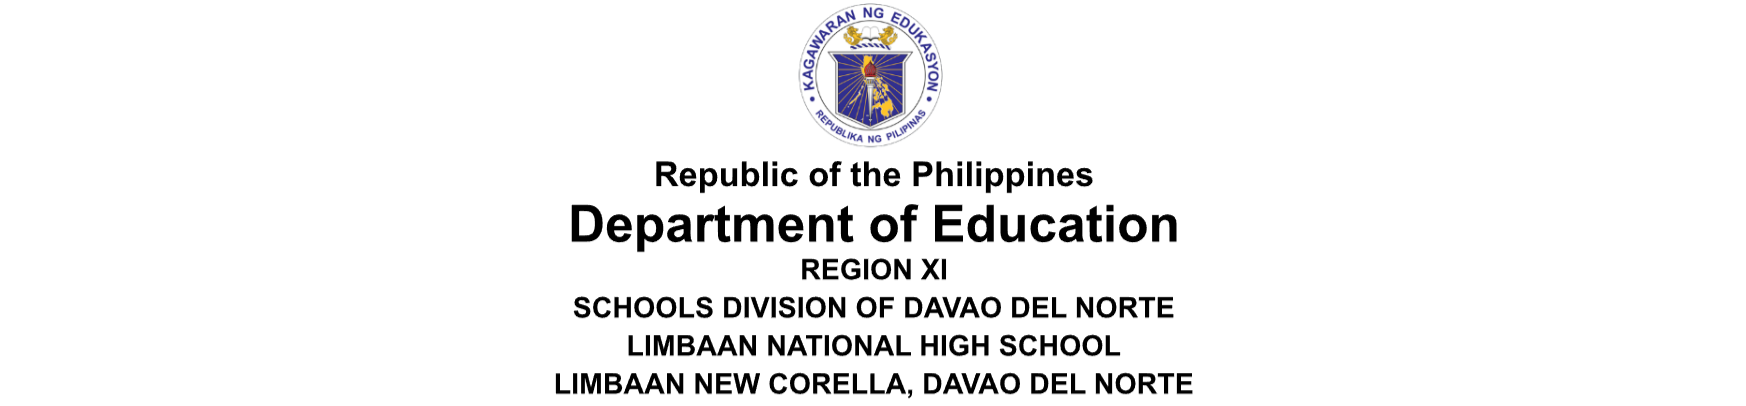 KAGAWARAN NG EDUKASYON
REPUBLIKA NG PILIPINAS
Republic of the Philippines
Department of Education
REGION XI
SCHOOLS DIVISION OF DAVAO DEL NORTE
LIMBAAN NATIONAL HIGH SCHOOL
LIMBAAN NEW CORELLA, DAVAO DEL NORTE